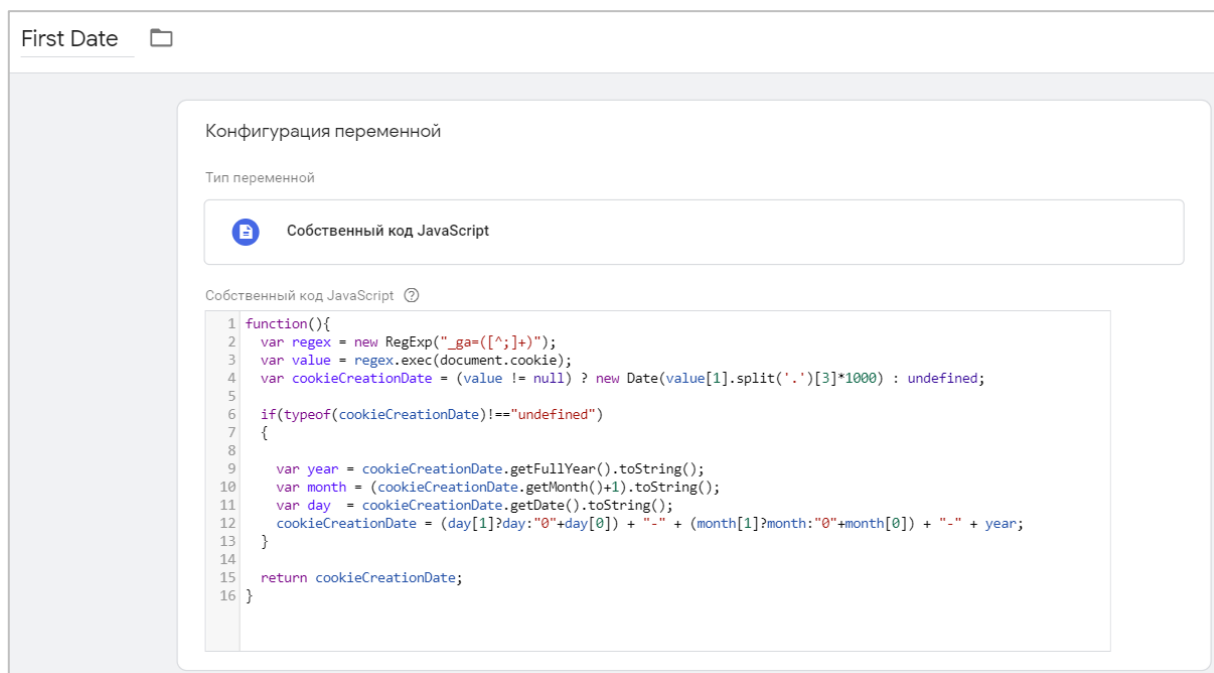 First Date
Конфигурация переменной
Тип переменной
Собственный код JavaScript
Собственный код JavaScript ?
1 function(){
2   var regex = new RegExp("_ga=([^;]+)");
3   var value = regex.exec(document.cookie);
4   var cookieCreationDate = (value != null) ? new Date(value[1].split('.')[3]*1000) : undefined;
5
6   if(typeof(cookieCreationDate)!=="undefined")
7   {
8
9     var year = cookieCreationDate.getFullYear().toString();
10     var month = (cookieCreationDate.getMonth()+1).toString();
11     var day  = cookieCreationDate.getDate().toString();
12     cookieCreationDate = (day[1]?day:"0"+day[0]) + "-" + (month[1]?month:"0"+month[0]) + "-" + year;
13   }
14
15   return cookieCreationDate;
16 }